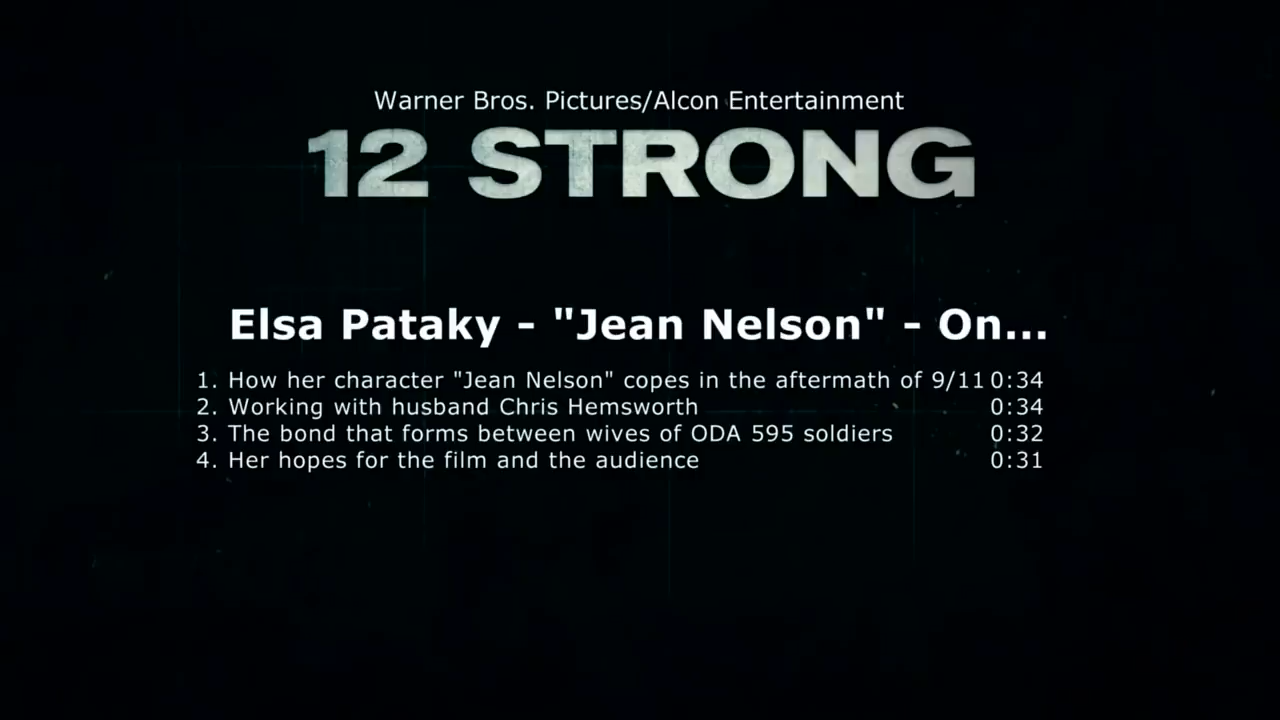 Warner Bros. Pictures/Alcon Entertainment
12 STRONG
Elsa Pataky - "Jean Nelson" - On...
1. How her character "Jean Nelson" copes in the aftermath of 9/11 0:34
2. Working with husband Chris Hemsworth 0:34
3. The bond that forms between wives of ODA 595 soldiers 0:32
4. Her hopes for the film and the audience 0:31